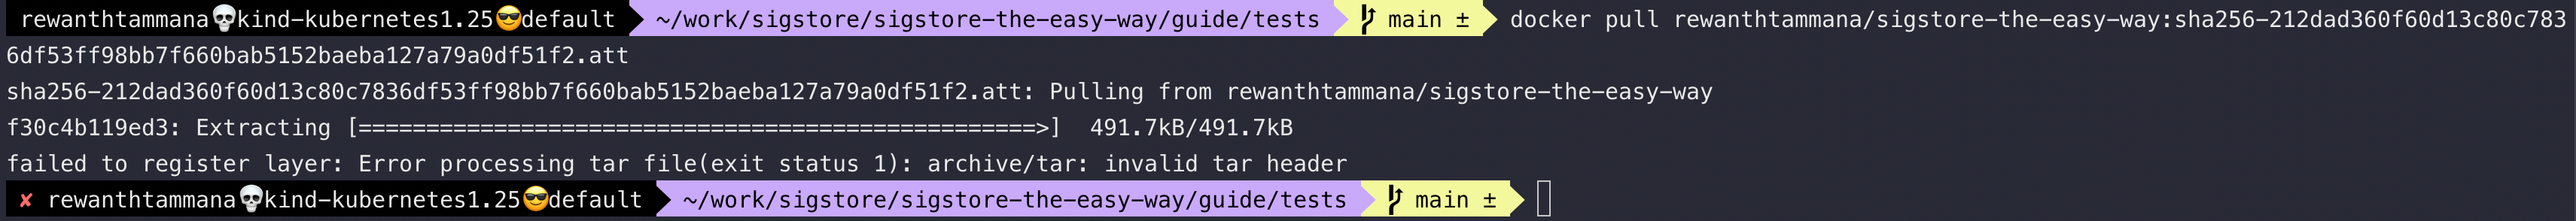 rewanthtammana💀kind-kubernetes1.25😎default ~/work/sigstore/sigstore-the-easy-way/guide/tests main ± docker pull rewanthtammana/sigstore-the-easy-way:sha256-212dad360f60d13c80c783
6df53ff98bb7f660bab5152baeba127a79a0df51f2.att
sha256-212dad360f60d13c80c7836df53ff98bb7f660bab5152baeba127a79a0df51f2.att: Pulling from rewanthtammana/sigstore-the-easy-way
f30c4b119ed3: Extracting [==================================================>]  491.7kB/491.7kB
failed to register layer: Error processing tar file(exit status 1): archive/tar: invalid tar header
✘ rewanthtammana💀kind-kubernetes1.25😎default ~/work/sigstore/sigstore-the-easy-way/guide/tests main ±